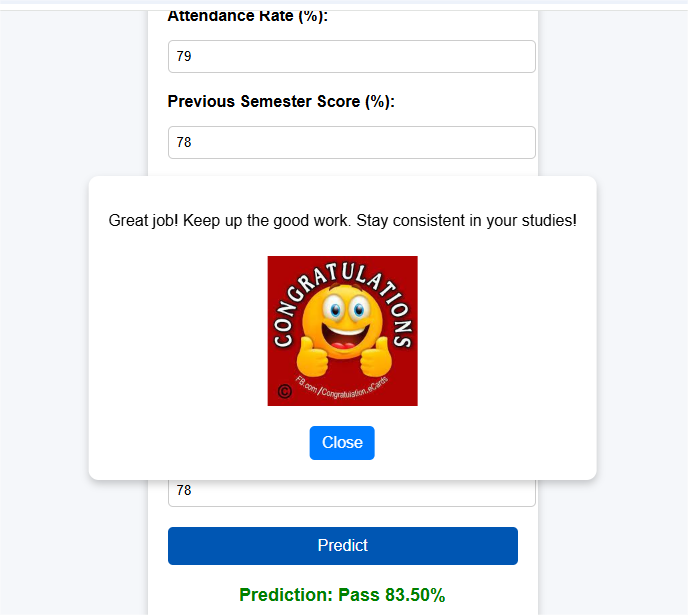 Attendance Rate (%):
79
Previous Semester Score (%):
78
Great job! Keep up the good work. Stay consistent in your studies!
CONGRATULATIONS
©
FB.com/Congratulation.eCards
Close
78
Predict
Prediction: Pass 83.50%